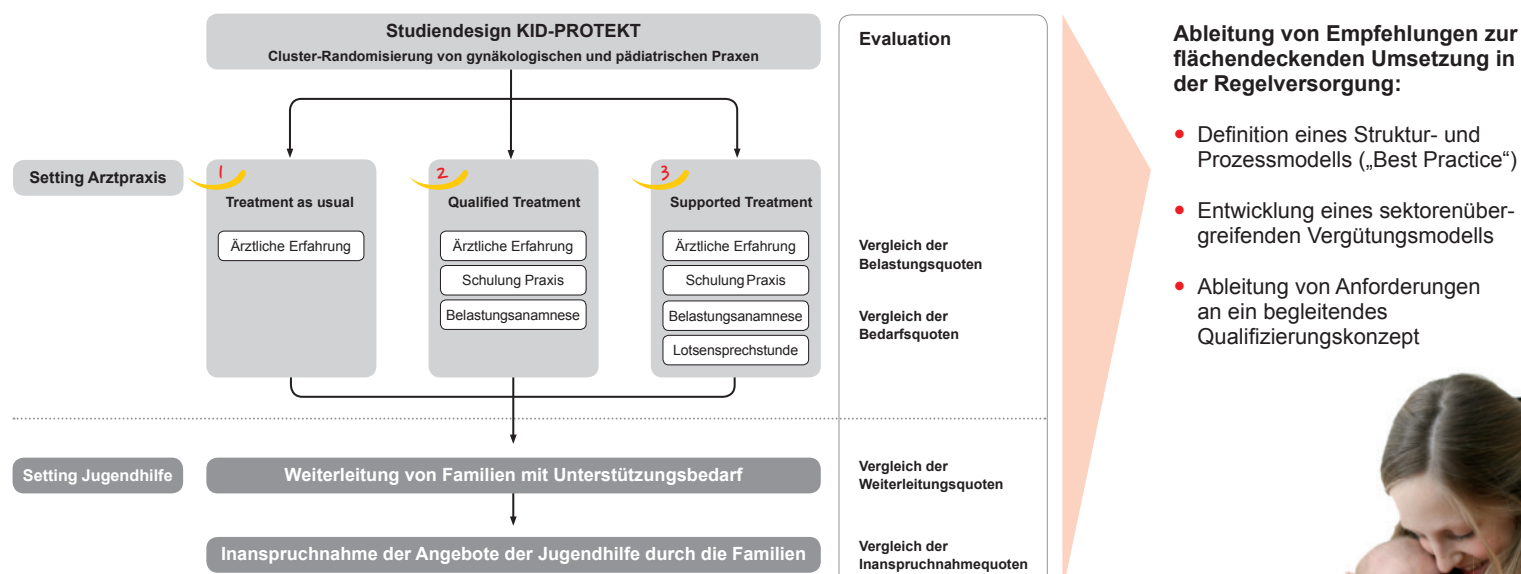 Studiendesign KID-PROTEKT
Cluster-Randomisierung von gynäkologischen und pädiatrischen Praxen
Setting Arztpraxis
1
Treatment as usual
Ärztliche Erfahrung
2
Qualified Treatment
Ärztliche Erfahrung
Schulung Praxis
Belastungsanamnese
3
Supported Treatment
Ärztliche Erfahrung
Schulung Praxis
Belastungsanamnese
Lotsensprechstunde
Setting Jugendhilfe
Weiterleitung von Familien mit Unterstützungsbedarf
Inanspruchnahme der Angebote der Jugendhilfe durch die Familien
Evaluation
Vergleich der
Belastungsquoten
Vergleich der
Bedarfsquoten
Vergleich der
Weiterleitungsquoten
Vergleich der
Inanspruchnahmequoten
Ableitung von Empfehlungen zur
flächendeckenden Umsetzung in
der Regelversorgung:
• Definition eines Struktur- und
Prozessmodells („Best Practice“)
• Entwicklung eines sektorenüber-
greifenden Vergütungsmodells
• Ableitung von Anforderungen
an ein begleitendes
Qualifizierungskonzept